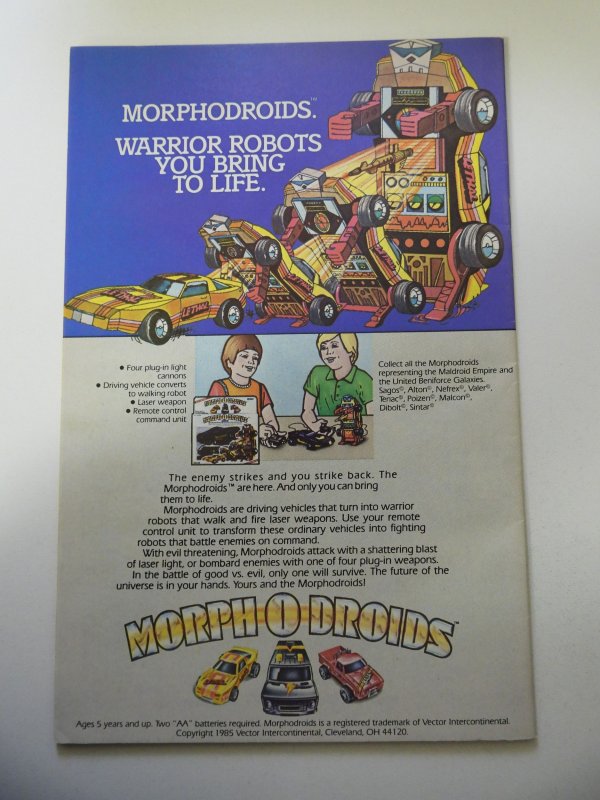 MORPHODROIDS.™
WARRIOR ROBOTS
YOU BRING
TO LIFE.
LETHAL
• Four plug-in light
cannons
• Driving vehicle converts
to walking robot
• Laser weapon
• Remote control
command unit
Collect all the Morphodroids
representing the Maldroid Empire and
the United Beniforce Galaxies.
Sagos©, Alton©, Nefrex©, Valer©,
Tenac©, Poizen©, Malcon©,
Dibolt©, Sintar©
The enemy strikes and you strike back. The
Morphodroids™ are here. And only you can bring
them to life.
Morphodroids are driving vehicles that turn into warrior
robots that walk and fire laser weapons. Use your remote
control unit to transform these ordinary vehicles into fighting
robots that battle enemies on command.
With evil threatening, Morphodroids attack with a shattering blast
of laser light, or bombard enemies with one of four plug-in weapons.
In the battle of good vs. evil, only one will survive. The future of the
universe is in your hands. Yours and the Morphodroids!
MORPH-O-DROIDS™
Ages 5 years and up. Two "AA" batteries required. Morphodroids is a registered trademark of Vector Intercontinental.
Copyright 1985 Vector Intercontinental, Cleveland, OH 44120.